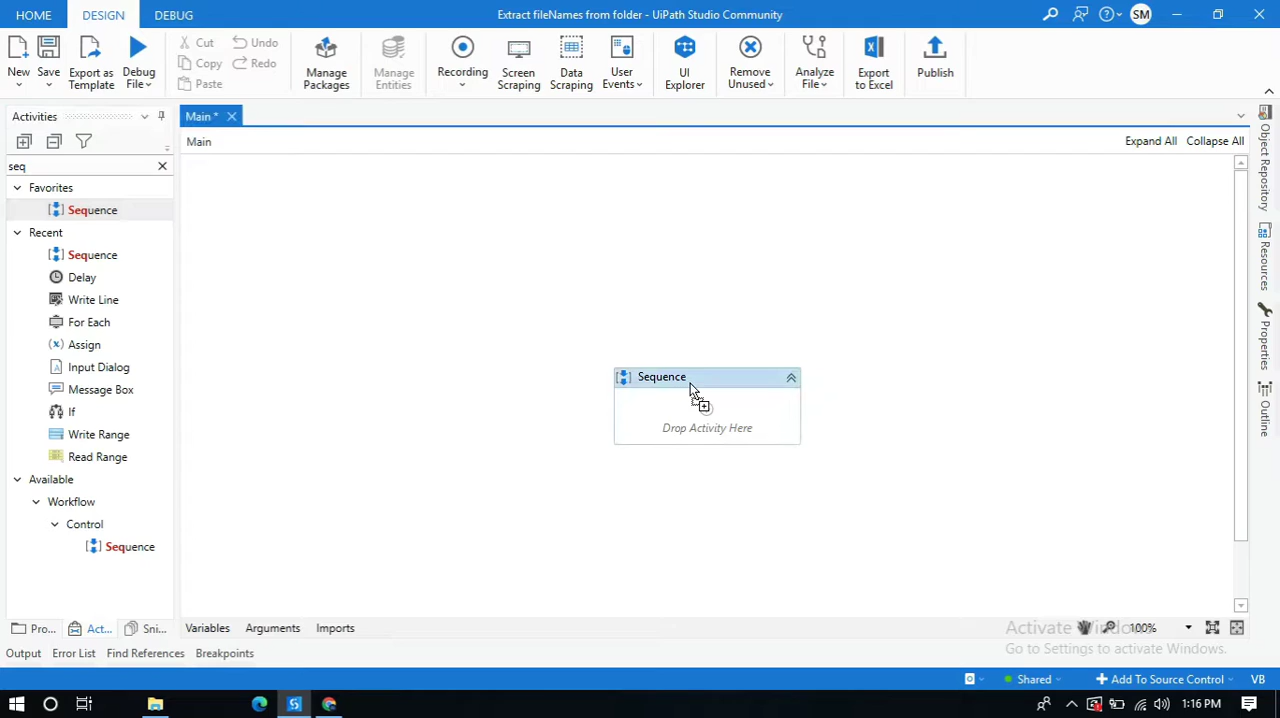 HOME DESIGN DEBUG Extract fileNames from folder - UiPath Studio Community SM
Cut Undo
Copy Redo
Paste
New Save Export as Template Debug File Manage Packages Manage Entities Recording Screen Scraping Data Scraping User Events UI Explorer Remove Unused Analyze File Export to Excel Publish
Activities
Main *
Main Expand All Collapse All
seq
Favorites
Sequence
Recent
Sequence
Delay
Write Line
For Each
Assign
Input Dialog
Message Box
If
Write Range
Read Range
Available
Workflow
Control
Sequence
Sequence
Drop Activity Here
Object Repository
Resources
Properties
Outline
Pro... Act... Sni... Variables Arguments Imports 100%
Activate Windows
Go to Settings to activate Windows.
Output Error List Find References Breakpoints
Shared Add To Source Control VB
1:16 PM